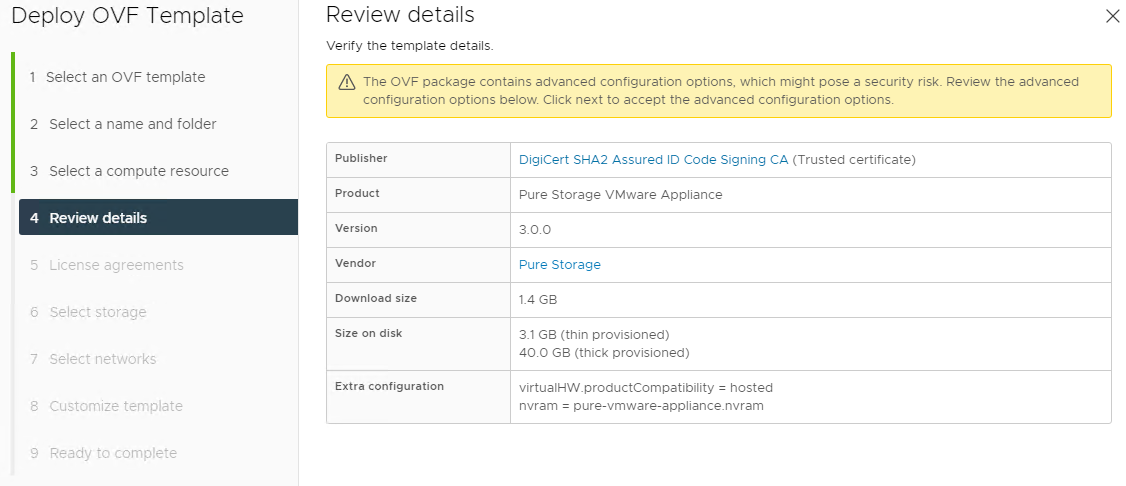 Deploy OVF Template
1 Select an OVF template
2 Select a name and folder
3 Select a compute resource
4 Review details
5 License agreements
6 Select storage
7 Select networks
8 Customize template
9 Ready to complete
Review details
Verify the template details.
The OVF package contains advanced configuration options, which might pose a security risk. Review the advanced
configuration options below. Click next to accept the advanced configuration options.
Publisher DigiCert SHA2 Assured ID Code Signing CA (Trusted certificate)
Product Pure Storage VMware Appliance
Version 3.0.0
Vendor Pure Storage
Download size 1.4 GB
Size on disk 3.1 GB (thin provisioned)
40.0 GB (thick provisioned)
Extra configuration virtualHW.productCompatibility = hosted
nvram = pure-vmware-appliance.nvram